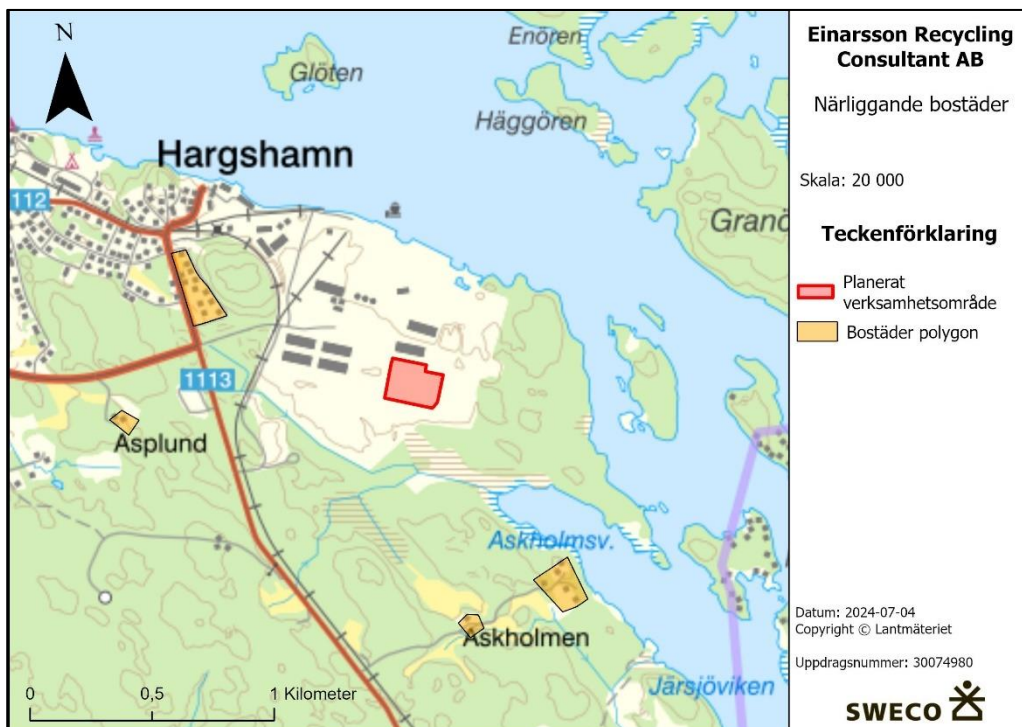 N
Enören
Glöten
Häggören
Hargshamn
112
Granö
1113
Asplund
Askholmsv.
Askholmen
Järsjöviken
0
0,5
1 Kilometer
Einarsson Recycling
Consultant AB
Närliggande bostäder
Skala: 20 000
Teckenförklaring
Planerat
verksamhetsområde
Bostäder polygon
Datum: 2024-07-04
Copyright © Lantmäteriet
Uppdragsnummer: 30074980
SWECO